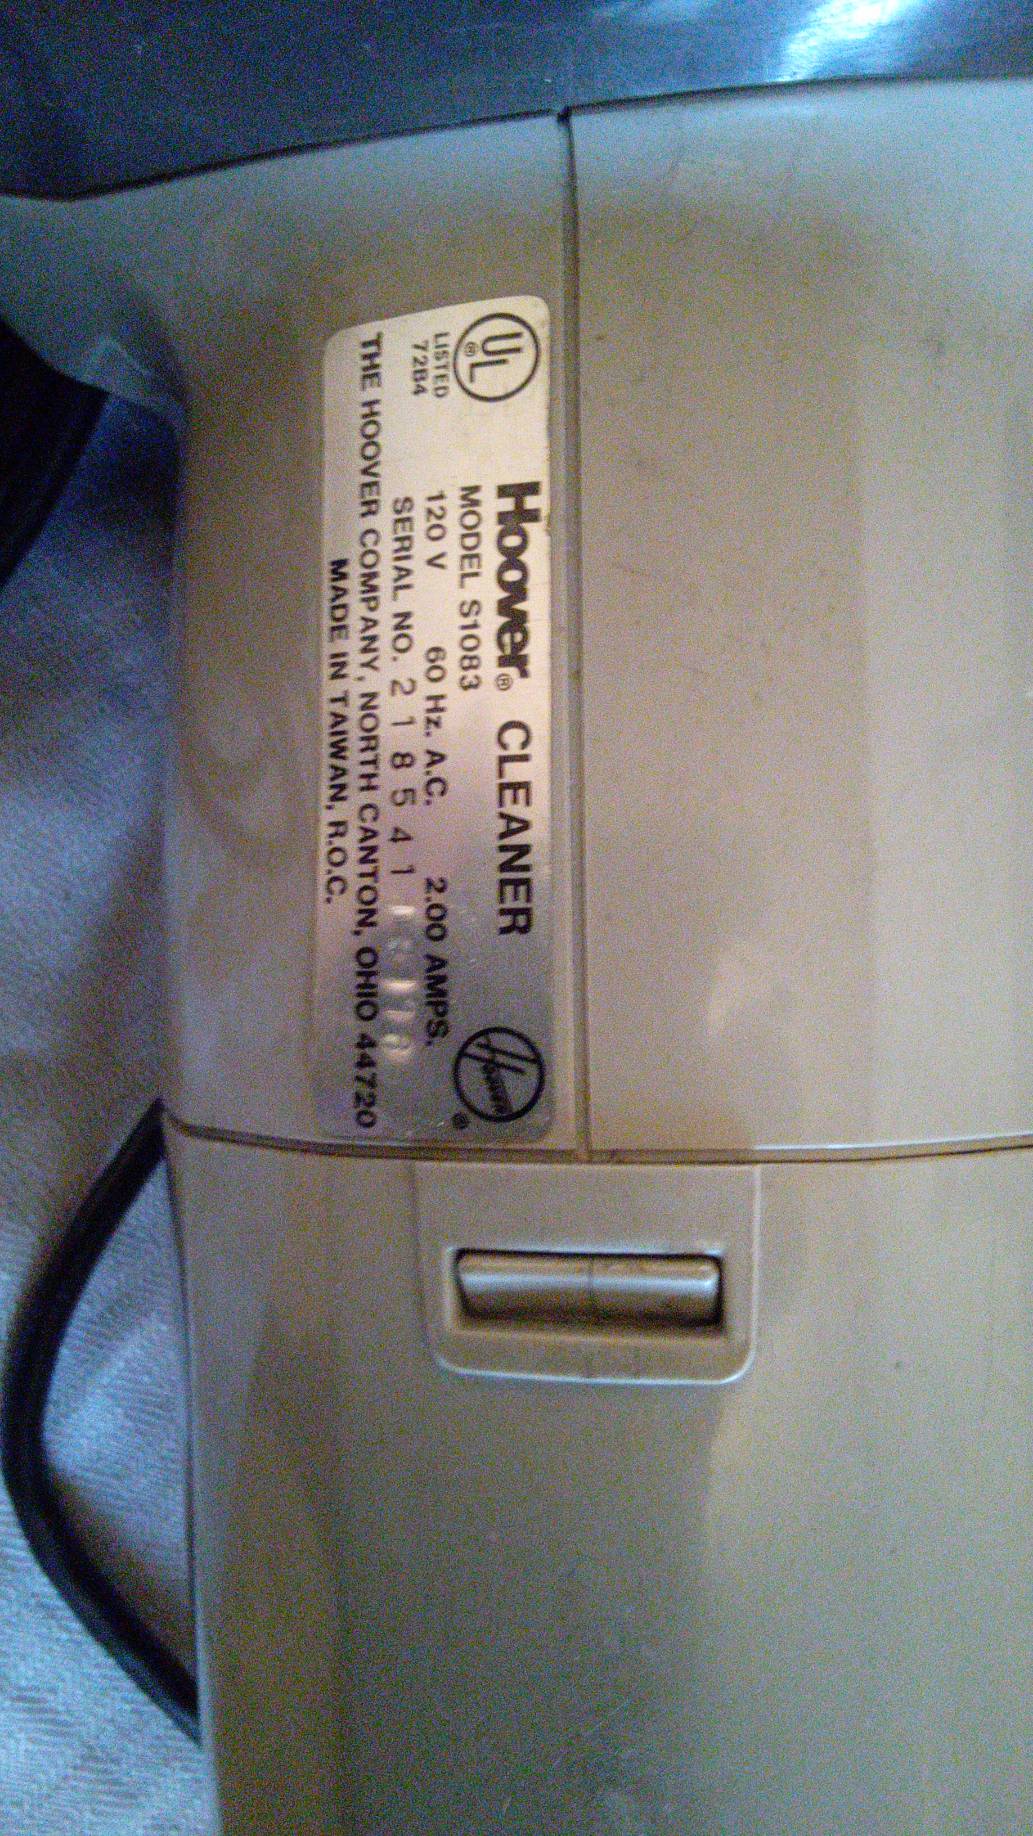 UL®
LISTED
72B4
Hoover® CLEANER
MODEL S1083
120 V 60 Hz. A.C. 2.00 AMPS.
SERIAL NO. 2 1 8 5 4 1
THE HOOVER COMPANY, NORTH CANTON, OHIO 44720
MADE IN TAIWAN, R.O.C.
Hoover
®